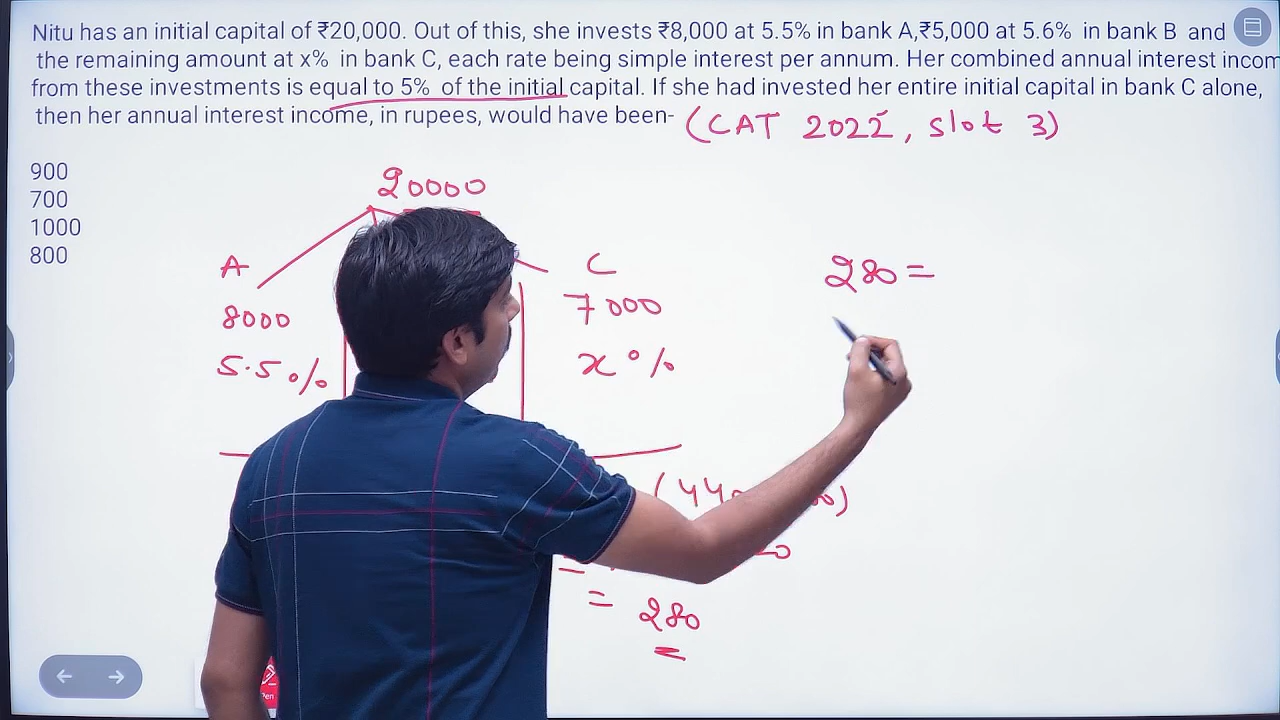 Nitu has an initial capital of ₹20,000. Out of this, she invests ₹8,000 at 5.5% in bank A,₹5,000 at 5.6% in bank B and
the remaining amount at x% in bank C, each rate being simple interest per annum. Her combined annual interest incom
from these investments is equal to 5% of the initial capital. If she had invested her entire initial capital in bank C alone,
then her annual interest income, in rupees, would have been- (CAT 2022, slot 3)
900
700
1000
800
20000
A C
8000 7000 280 =
5.5% x%
= 280
Pen